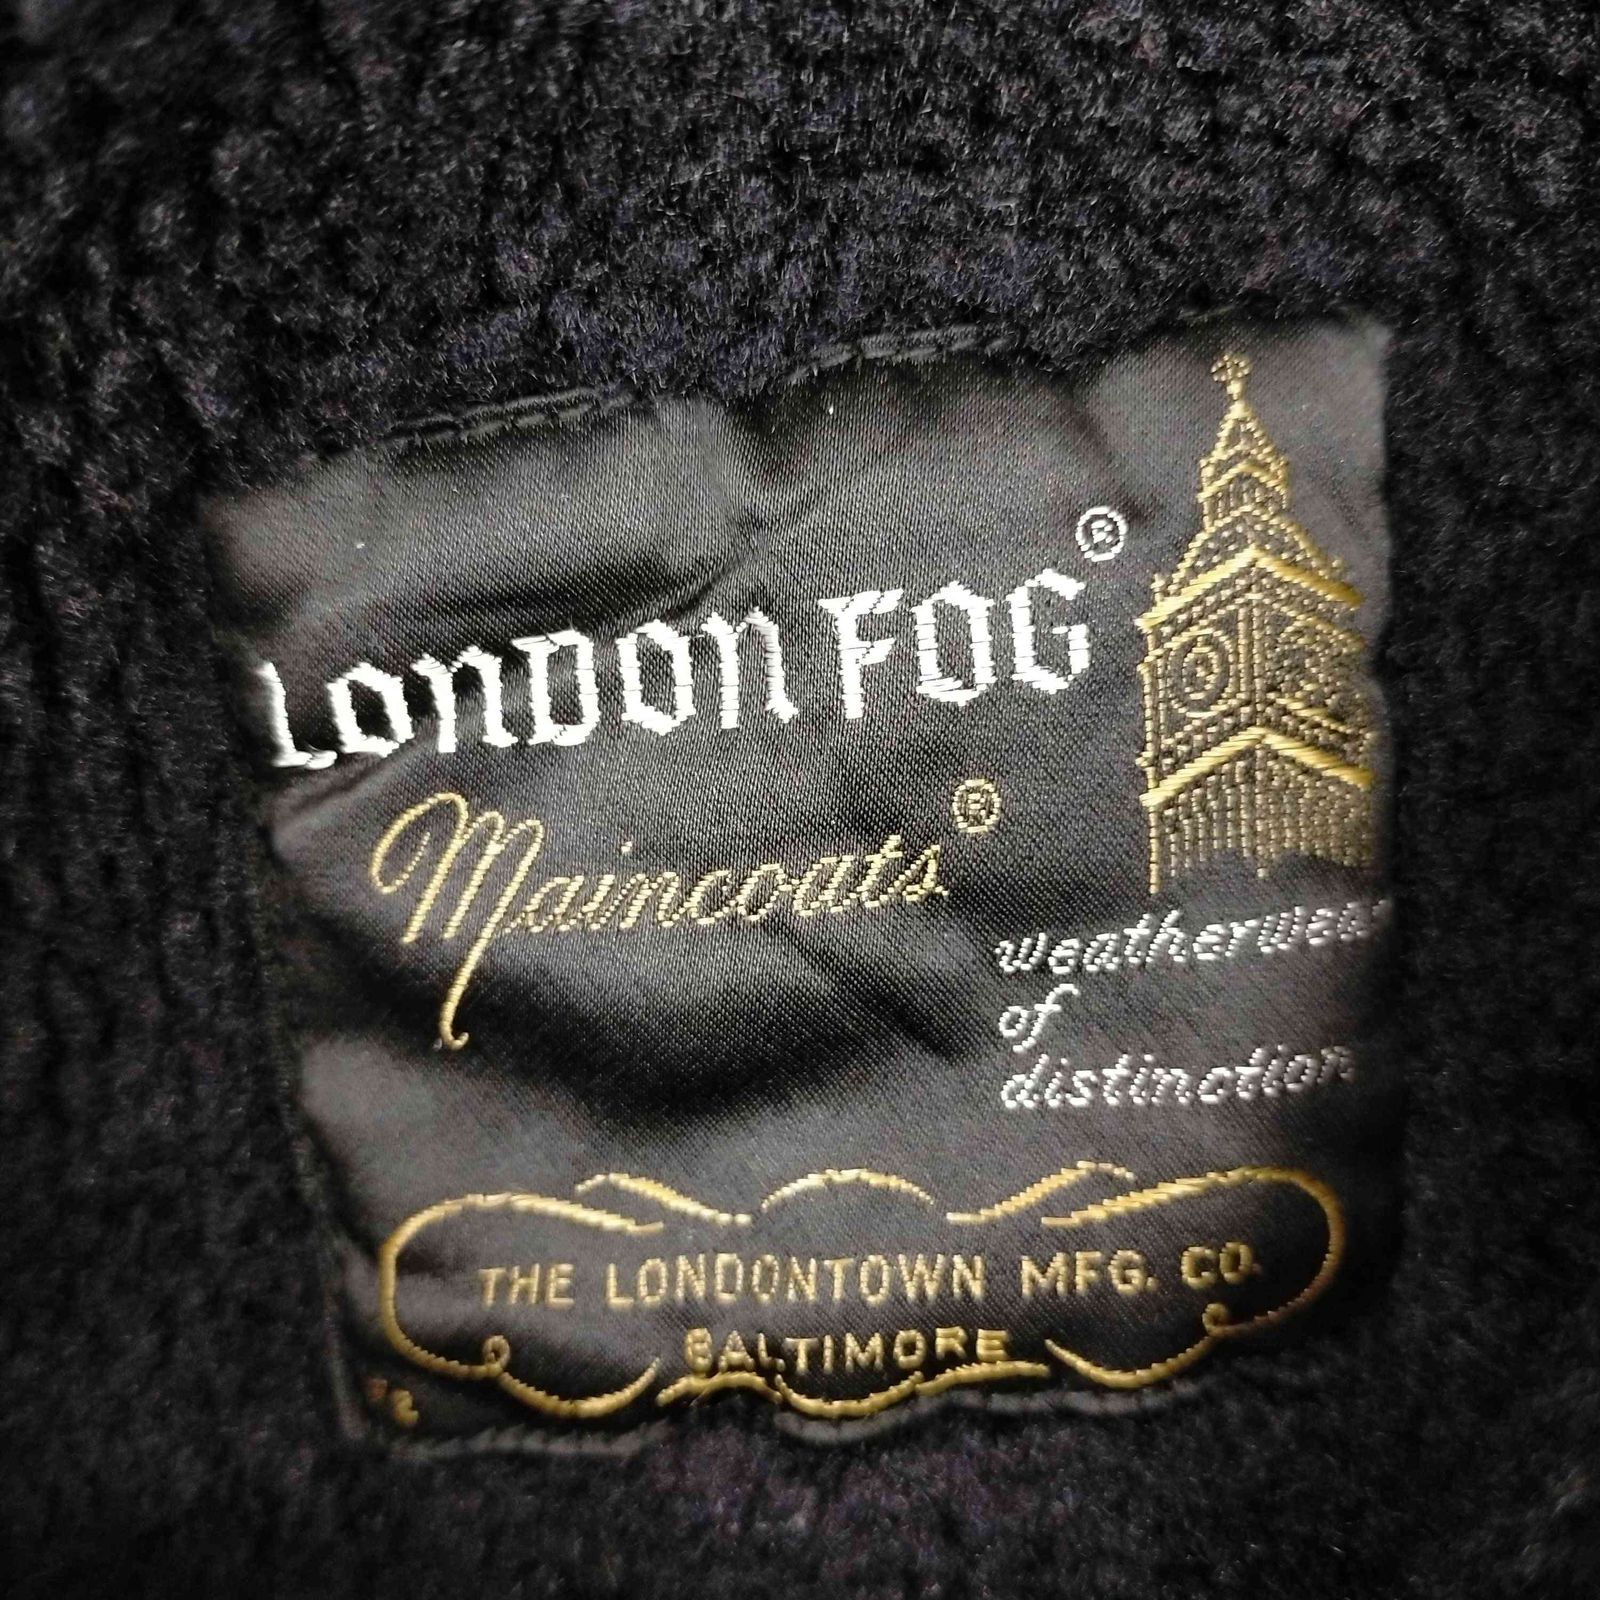 LONDON FOG®
Maincoats®
weatherwear
of
distinction
THE LONDONTOWN MFG. CO.
BALTIMORE